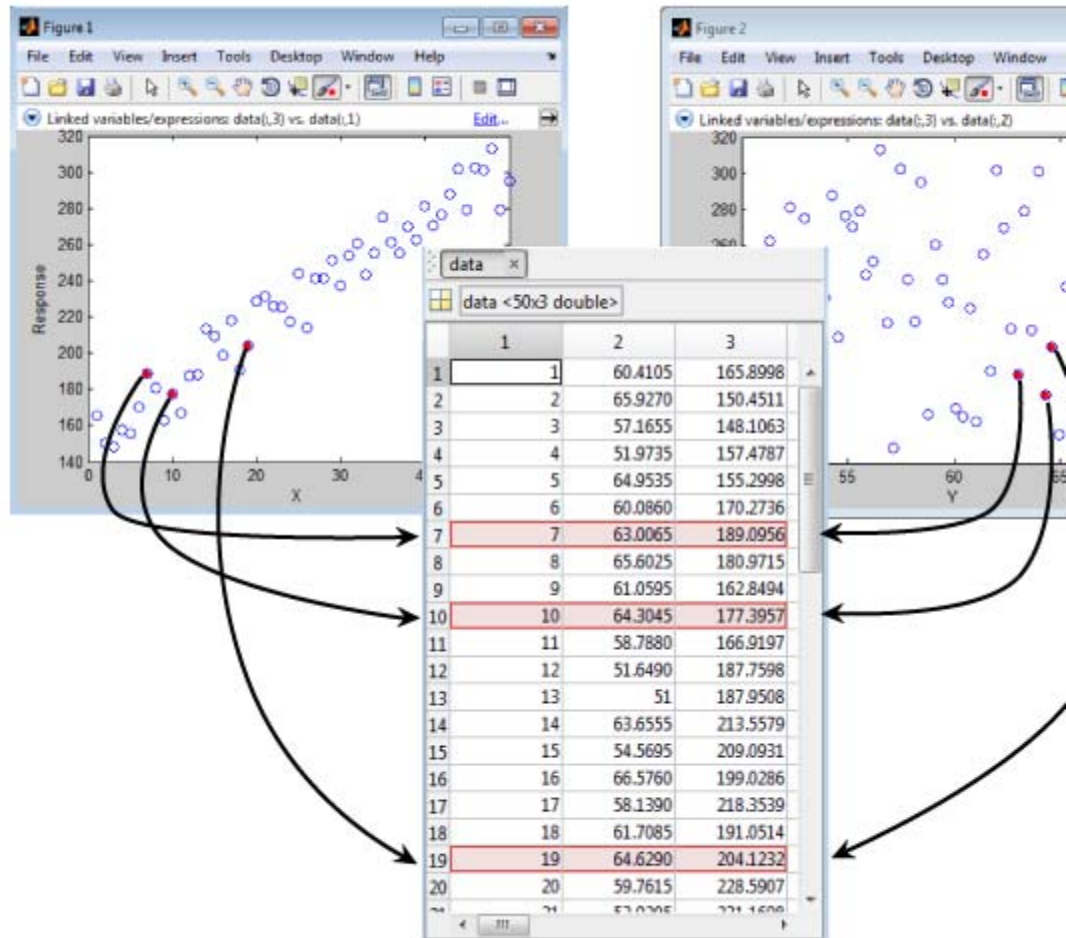 Figure 1
File Edit View Insert Tools Desktop Window Help
Linked variables/expressions: data(:,3) vs. data(:,1) Edit...
320
300
280
260
240
220
200
180
160
140
Response
0 10 20 30 4
X
Figure 2
File Edit View Insert Tools Desktop Window
Linked variables/expressions: data(:,3) vs. data(:,2)
320
300
280
260
55 60 65
Y
data ×
data <50x3 double>
1 2 3
1 1 60.4105 165.8998
2 2 65.9270 150.4511
3 3 57.1655 148.1063
4 4 51.9735 157.4787
5 5 64.9535 155.2998
6 6 60.0860 170.2736
7 7 63.0065 189.0956
8 8 65.6025 180.9715
9 9 61.0595 162.8494
10 10 64.3045 177.3957
11 11 58.7880 166.9197
12 12 51.6490 187.7598
13 13 51 187.9508
14 14 63.6555 213.5579
15 15 54.5695 209.0931
16 16 66.5760 199.0286
17 17 58.1390 218.3539
18 18 61.7085 191.0514
19 19 64.6290 204.1232
20 20 59.7615 228.5907